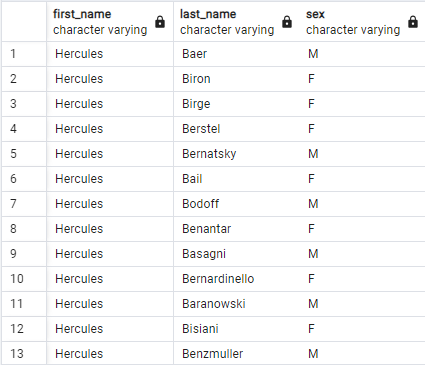 first_name last_name sex
character varying character varying character varying
1 Hercules Baer M
2 Hercules Biron F
3 Hercules Birge F
4 Hercules Berstel F
5 Hercules Bernatsky M
6 Hercules Bail F
7 Hercules Bodoff M
8 Hercules Benantar F
9 Hercules Basagni M
10 Hercules Bernardinello F
11 Hercules Baranowski M
12 Hercules Bisiani F
13 Hercules Benzmuller M